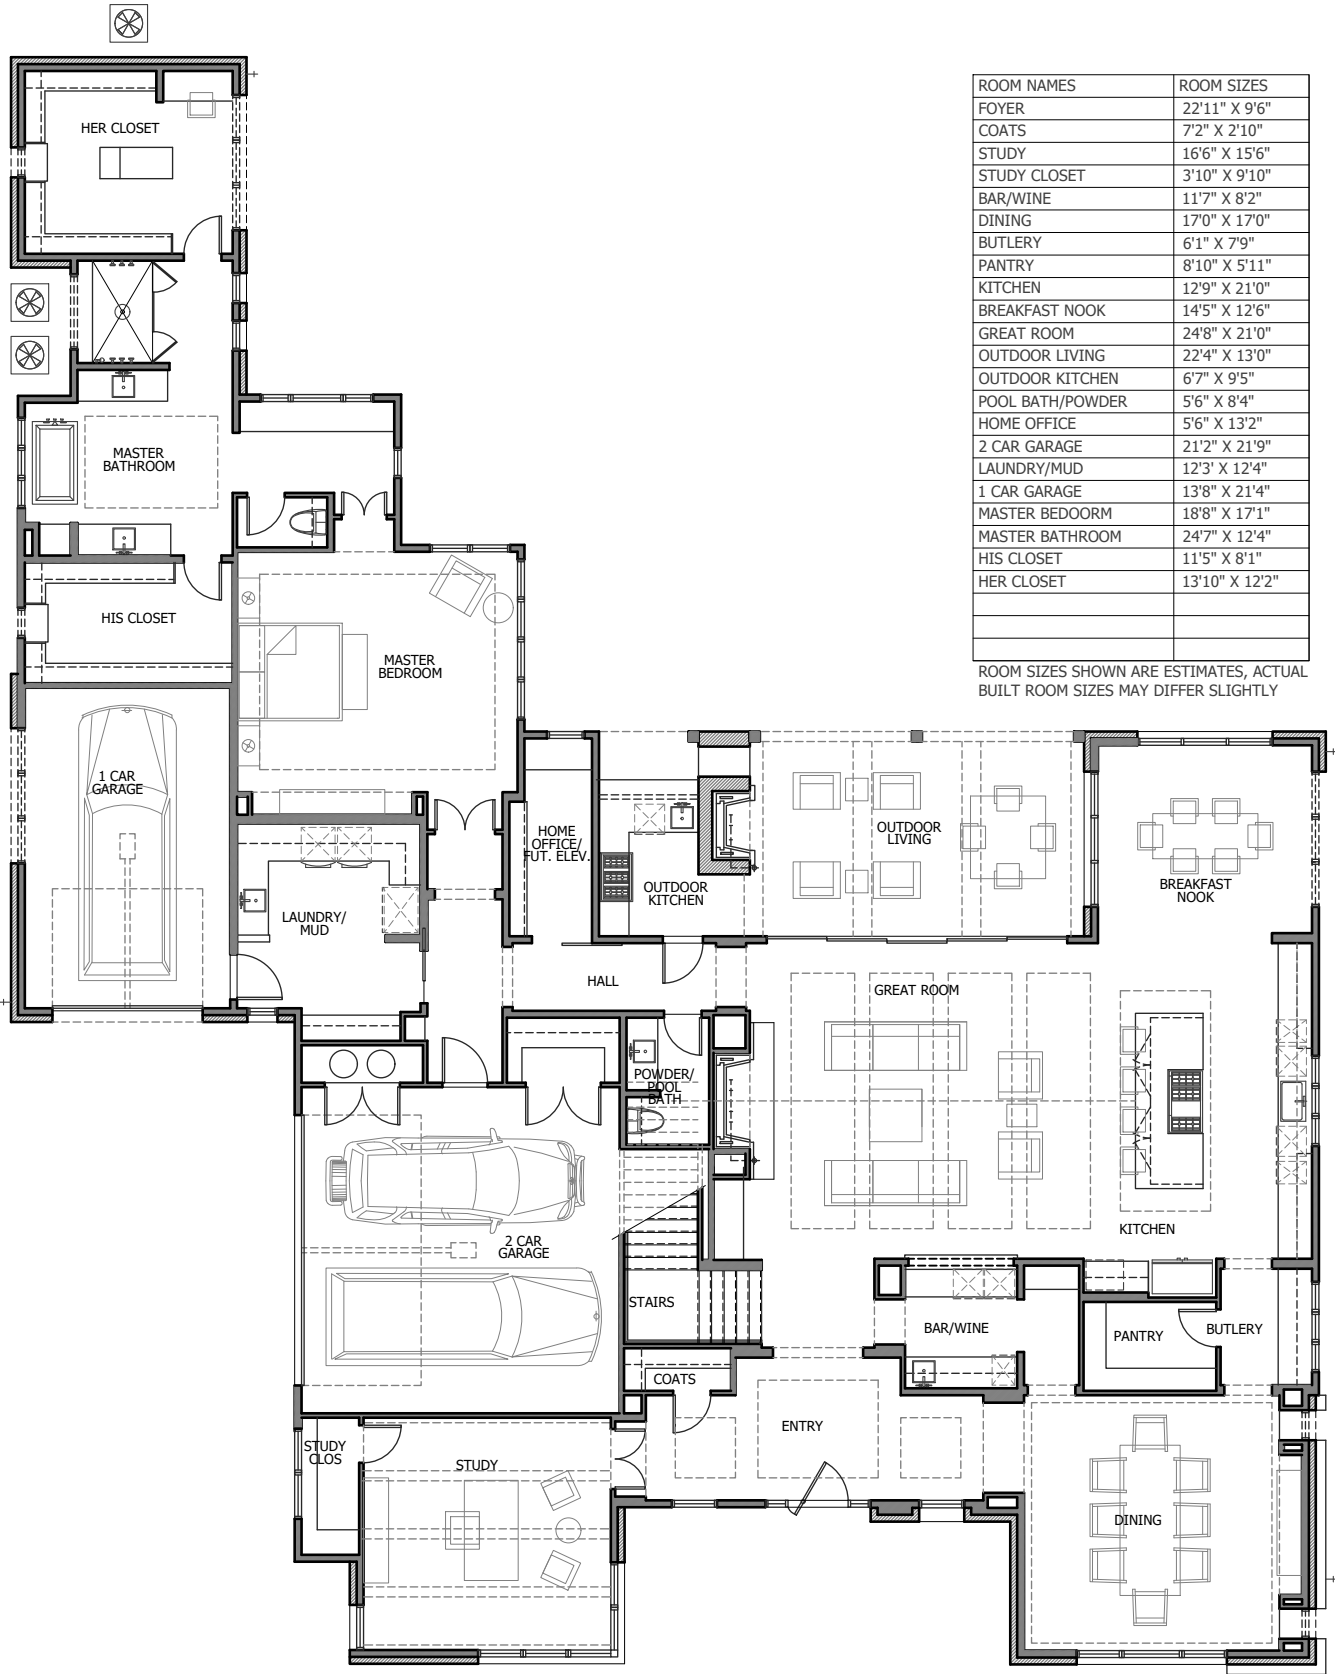 ROOM NAMES ROOM SIZES
FOYER 22'11" X 9'6"
COATS 7'2" X 2'10"
STUDY 16'6" X 15'6"
STUDY CLOSET 3'10" X 9'10"
BAR/WINE 11'7" X 8'2"
DINING 17'0" X 17'0"
BUTLERY 6'1" X 7'9"
PANTRY 8'10" X 5'11"
KITCHEN 12'9" X 21'0"
BREAKFAST NOOK 14'5" X 12'6"
GREAT ROOM 24'8" X 21'0"
OUTDOOR LIVING 22'4" X 13'0"
OUTDOOR KITCHEN 6'7" X 9'5"
POOL BATH/POWDER 5'6" X 8'4"
HOME OFFICE 5'6" X 13'2"
2 CAR GARAGE 21'2" X 21'9"
LAUNDRY/MUD 12'3' X 12'4"
1 CAR GARAGE 13'8" X 21'4"
MASTER BEDOORM 18'8" X 17'1"
MASTER BATHROOM 24'7" X 12'4"
HIS CLOSET 11'5" X 8'1"
HER CLOSET 13'10" X 12'2"
ROOM SIZES SHOWN ARE ESTIMATES, ACTUAL
BUILT ROOM SIZES MAY DIFFER SLIGHTLY
HER CLOSET
MASTER
BATHROOM
HIS CLOSET
MASTER
BEDROOM
1 CAR
GARAGE
HOME
OFFICE/
FUT. ELEV.
OUTDOOR
LIVING
OUTDOOR
KITCHEN
BREAKFAST
NOOK
LAUNDRY/
MUD
HALL
GREAT ROOM
POWDER/
POOL
BATH
KITCHEN
2 CAR
GARAGE
STAIRS
BAR/WINE
PANTRY
BUTLERY
COATS
ENTRY
STUDY
CLOS
STUDY
DINING